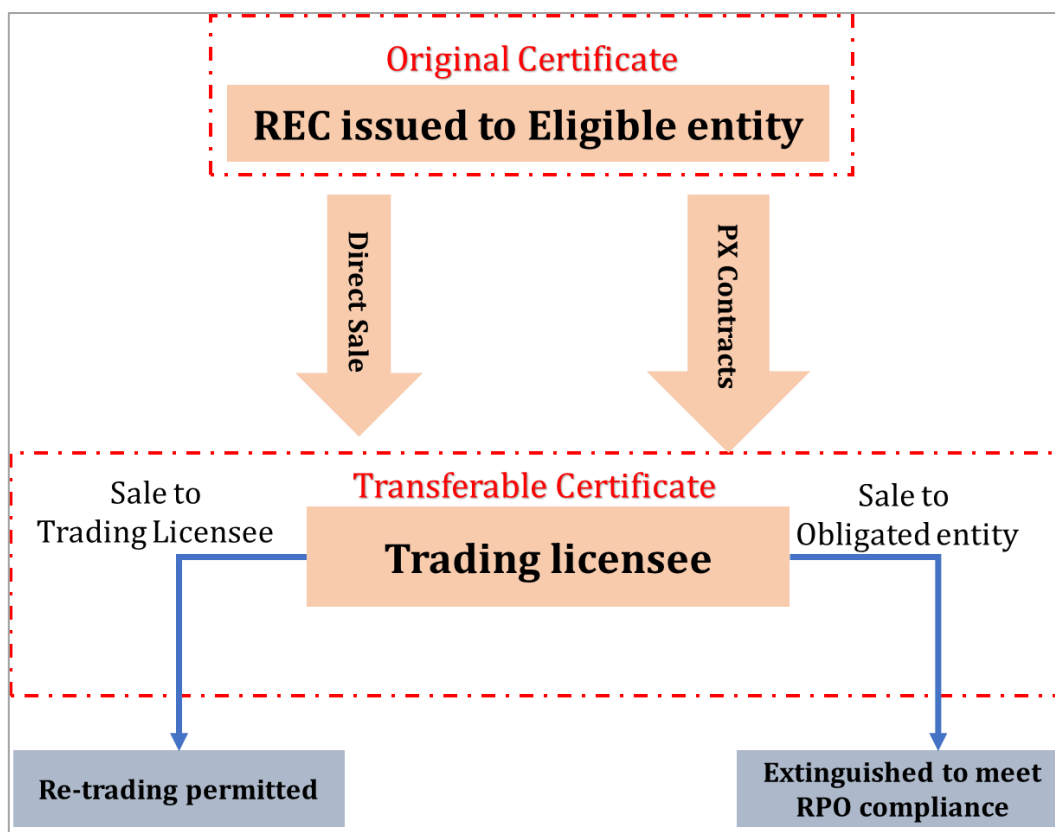 Original Certificate
REC issued to Eligible entity
Direct Sale
PX Contracts
Transferable Certificate
Sale to
Trading Licensee
Trading licensee
Sale to
Obligated entity
Re-trading permitted
Extinguished to meet
RPO compliance